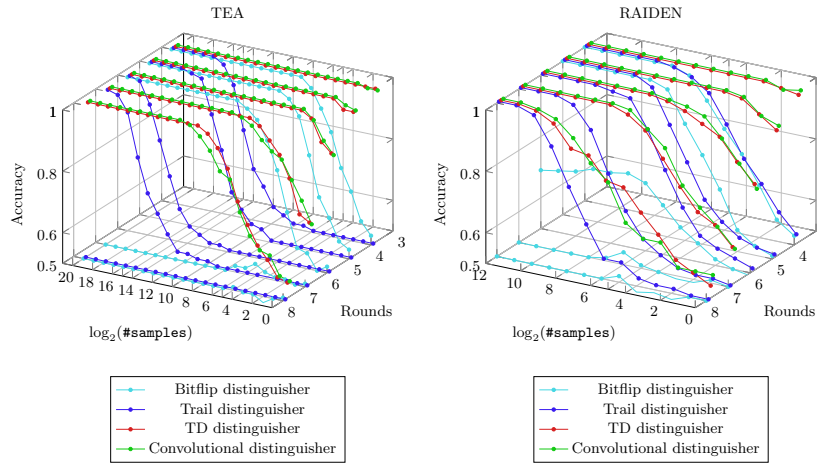 TEA
Accuracy
1
0.8
0.6
0.5
20 18 16 14 12 10 8 6 4 2 0
log2(#samples)
3
4
5
6
7
8
Rounds
Bitflip distinguisher
Trail distinguisher
TD distinguisher
Convolutional distinguisher
RAIDEN
Accuracy
1
0.8
0.6
0.5
12 10 8 6 4 2 0
log2(#samples)
4
5
6
7
8
Rounds
Bitflip distinguisher
Trail distinguisher
TD distinguisher
Convolutional distinguisher